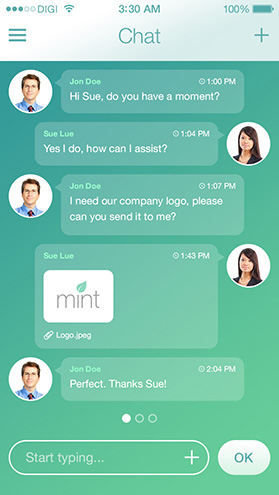 DIGI 3:30 AM 100%
Chat
Jon Doe 1:00 PM
Hi Sue, do you have a moment?
Sue Lue 1:04 PM
Yes I do, how can I assist?
Jon Doe 1:07 PM
I need our company logo, please
can you send it to me?
Sue Lue 1:43 PM
mint
Logo.jpeg
Jon Doe 2:04 PM
Perfect. Thanks Sue!
Start typing...
OK